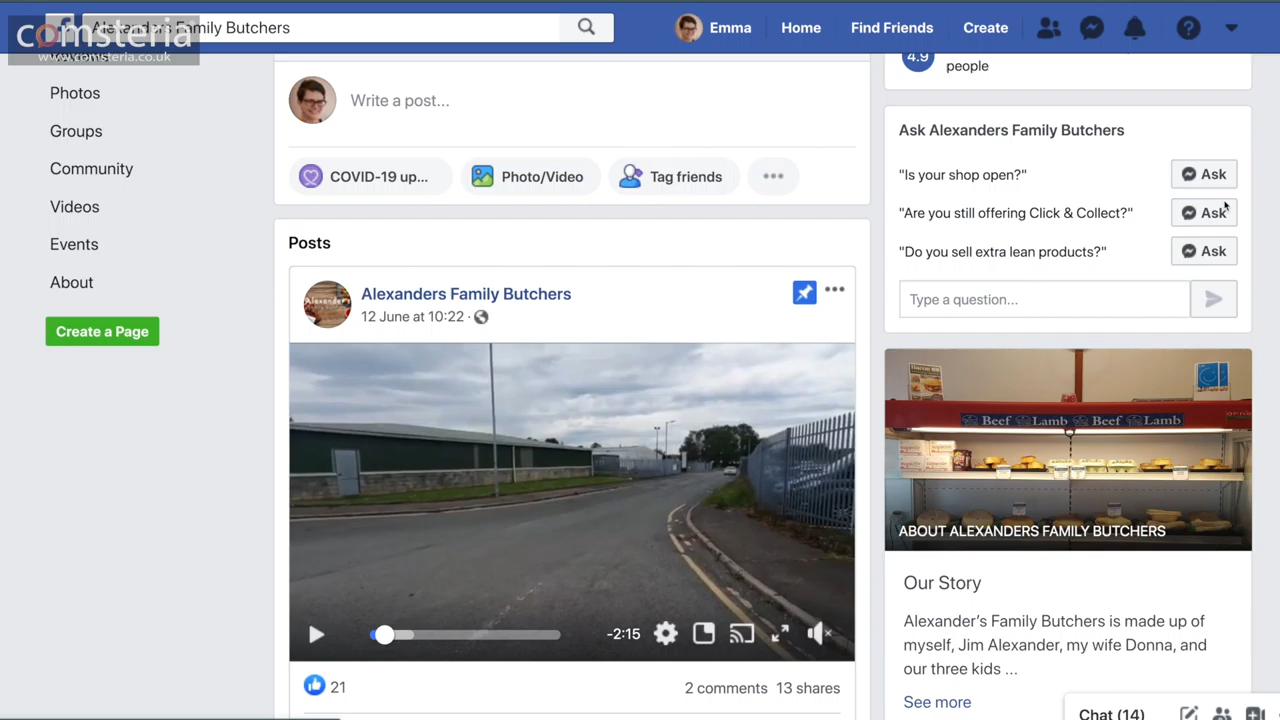 comsteria
www.comsteria.co.uk
Alexanders Family Butchers
Emma
Home
Find Friends
Create
Reviews
Photos
Groups
Community
Videos
Events
About
Create a Page
Write a post...
COVID-19 up...
Photo/Video
Tag friends
Posts
Alexanders Family Butchers
12 June at 10:22
-2:15
21
2 comments 13 shares
4.9
people
Ask Alexanders Family Butchers
"Is your shop open?"
Ask
"Are you still offering Click & Collect?"
Ask
"Do you sell extra lean products?"
Ask
Type a question...
Beef Lamb Beef Lamb
ABOUT ALEXANDERS FAMILY BUTCHERS
Our Story
Alexander's Family Butchers is made up of
myself, Jim Alexander, my wife Donna, and
our three kids ...
See more
Chat (14)